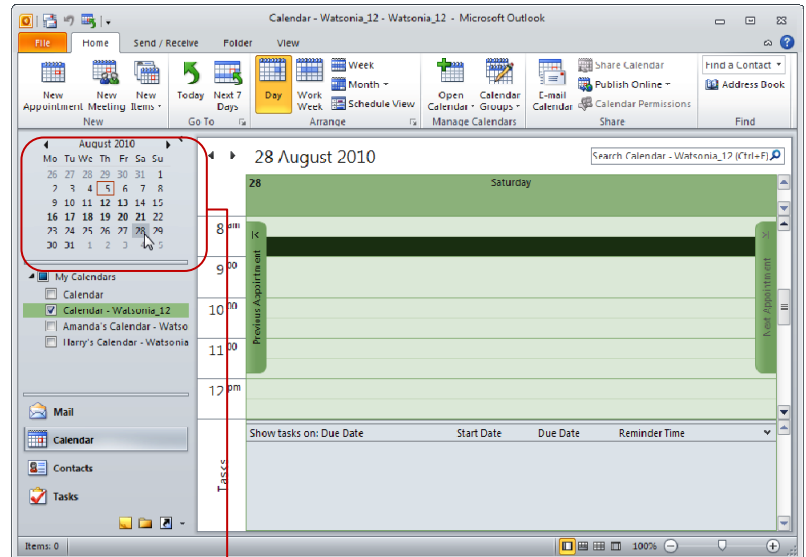 Calendar - Watsonia_12 - Watsonia_12 - Microsoft Outlook
File Home Send / Receive Folder View
New Appointment
New Meeting
New Items
New
Today
Next 7 Days
Go To
Day
Work Week
Week
Month
Schedule View
Arrange
Open Calendar
Calendar Groups
Manage Calendars
E-mail Calendar
Share Calendar
Publish Online
Calendar Permissions
Share
Find a Contact
Address Book
Find
August 2010
Mo Tu We Th Fr Sa Su
26 27 28 29 30 31 1
2 3 4 5 6 7 8
9 10 11 12 13 14 15
16 17 18 19 20 21 22
23 24 25 26 27 28 29
30 31 1 2 3 4 5
My Calendars
Calendar
Calendar - Watsonia_12
Amanda's Calendar - Watso
Harry's Calendar - Watsonia
Mail
Calendar
Contacts
Tasks
28 August 2010
Search Calendar - Watsonia_12 (Ctrl+E)
28 Saturday
8 am
9 00
10 00
11 00
12 pm
Previous Appointment
Next Appointment
Tasks
Show tasks on: Due Date Start Date Due Date Reminder Time
Items: 0
100%